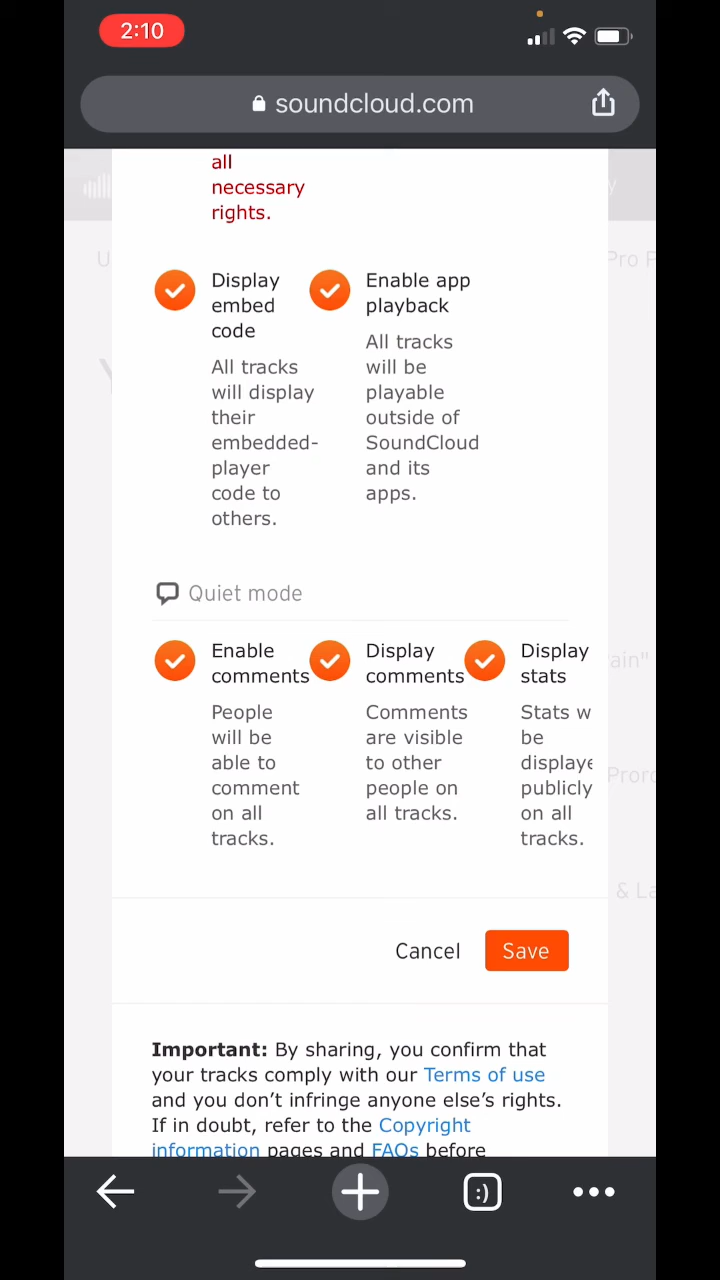 2:10
soundcloud.com
all
necessary
rights.
U
y
Pro P
Y
Display
embed
code
All tracks
will display
their
embedded-
player
code to
others.
Enable app
playback
All tracks
will be
playable
outside of
SoundCloud
and its
apps.
Quiet mode
Enable
comments
People
will be
able to
comment
on all
tracks.
Display
comments
Comments
are visible
to other
people on
all tracks.
Display
stats
Stats w
be
displaye
publicly
on all
tracks.
ain"
Proro
& La
Cancel
Save
Important: By sharing, you confirm that
your tracks comply with our Terms of use
and you don’t infringe anyone else’s rights.
If in doubt, refer to the Copyright
information pages and FAQs before
:)